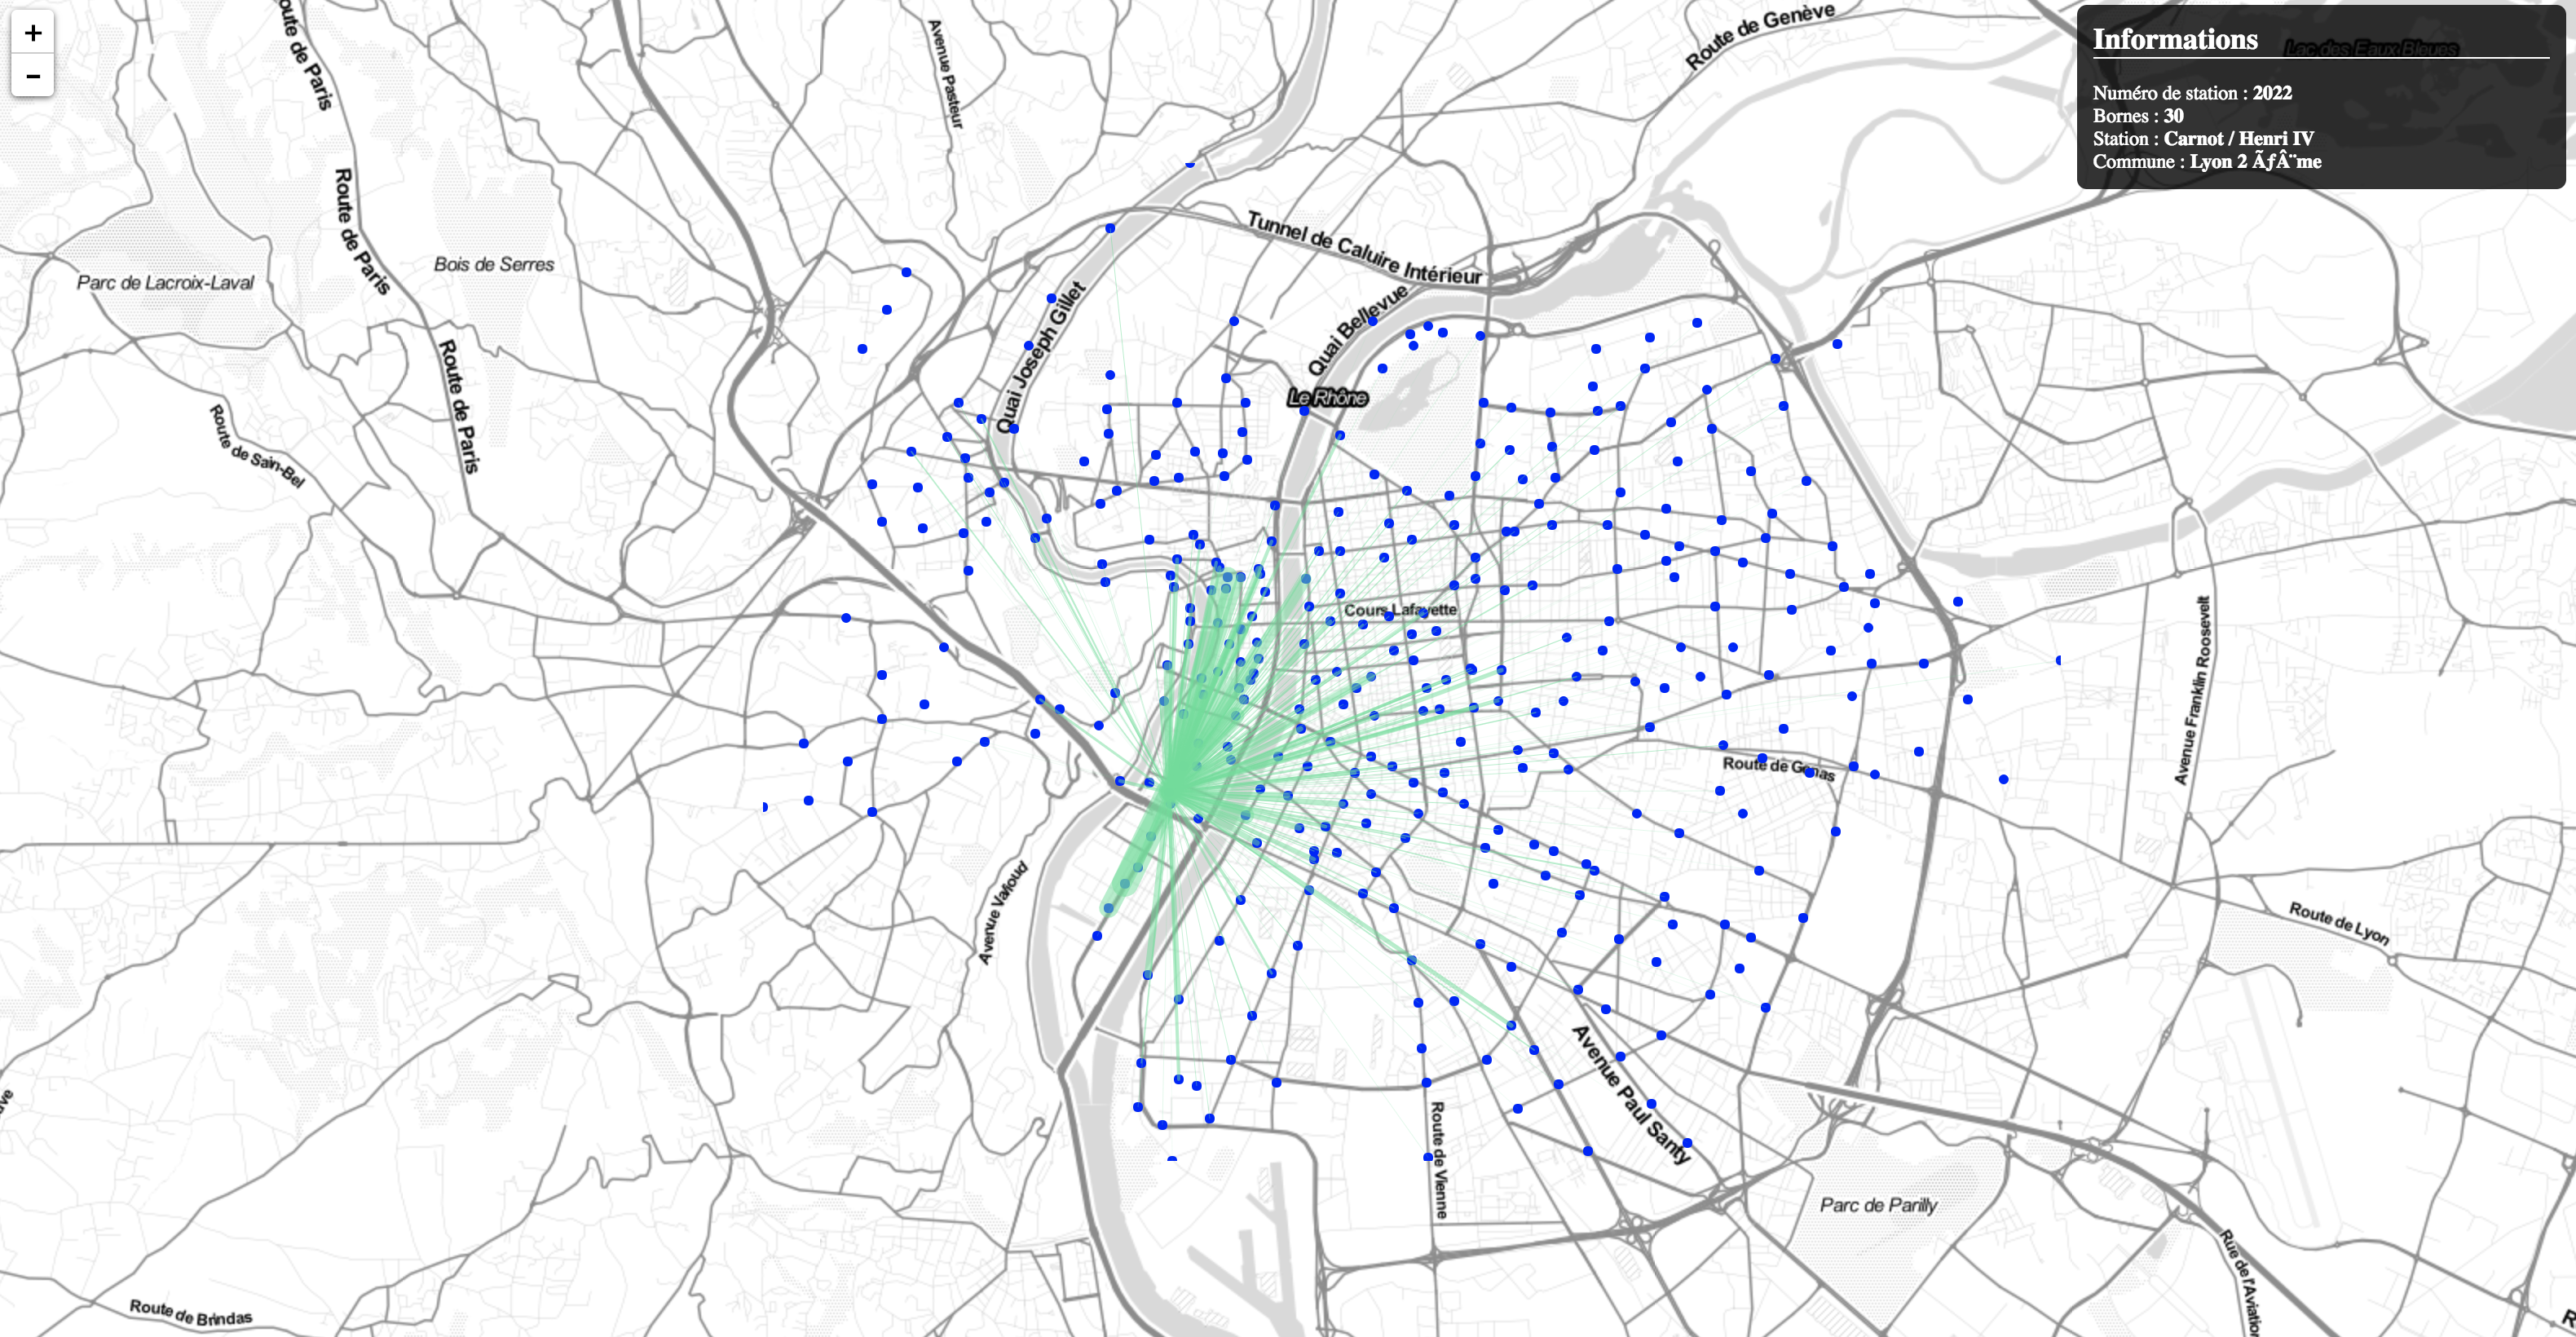 +
−
Route de Paris
Avenue Pasteur
Route de Genève
Informations
Lac des Eaux Bleues
Numéro de station : 2022
Bornes : 30
Station : Carnot / Henri IV
Commune : Lyon 2 ÃƒÂ¨me
Route de Paris
Tunnel de Caluire Intérieur
Bois de Serres
Parc de Lacroix-Laval
Quai Joseph Gillet
Quai Bellevue
Route de Paris
Le Rhône
Route de Sain-Bel
Cours Lafayette
Avenue Franklin Roosevelt
Route de Genas
Avenue Valioud
Route de Lyon
Avenue Paul Santy
Route de Vienne
Parc de Parilly
Rue de l'Aviation
Route de Brindas